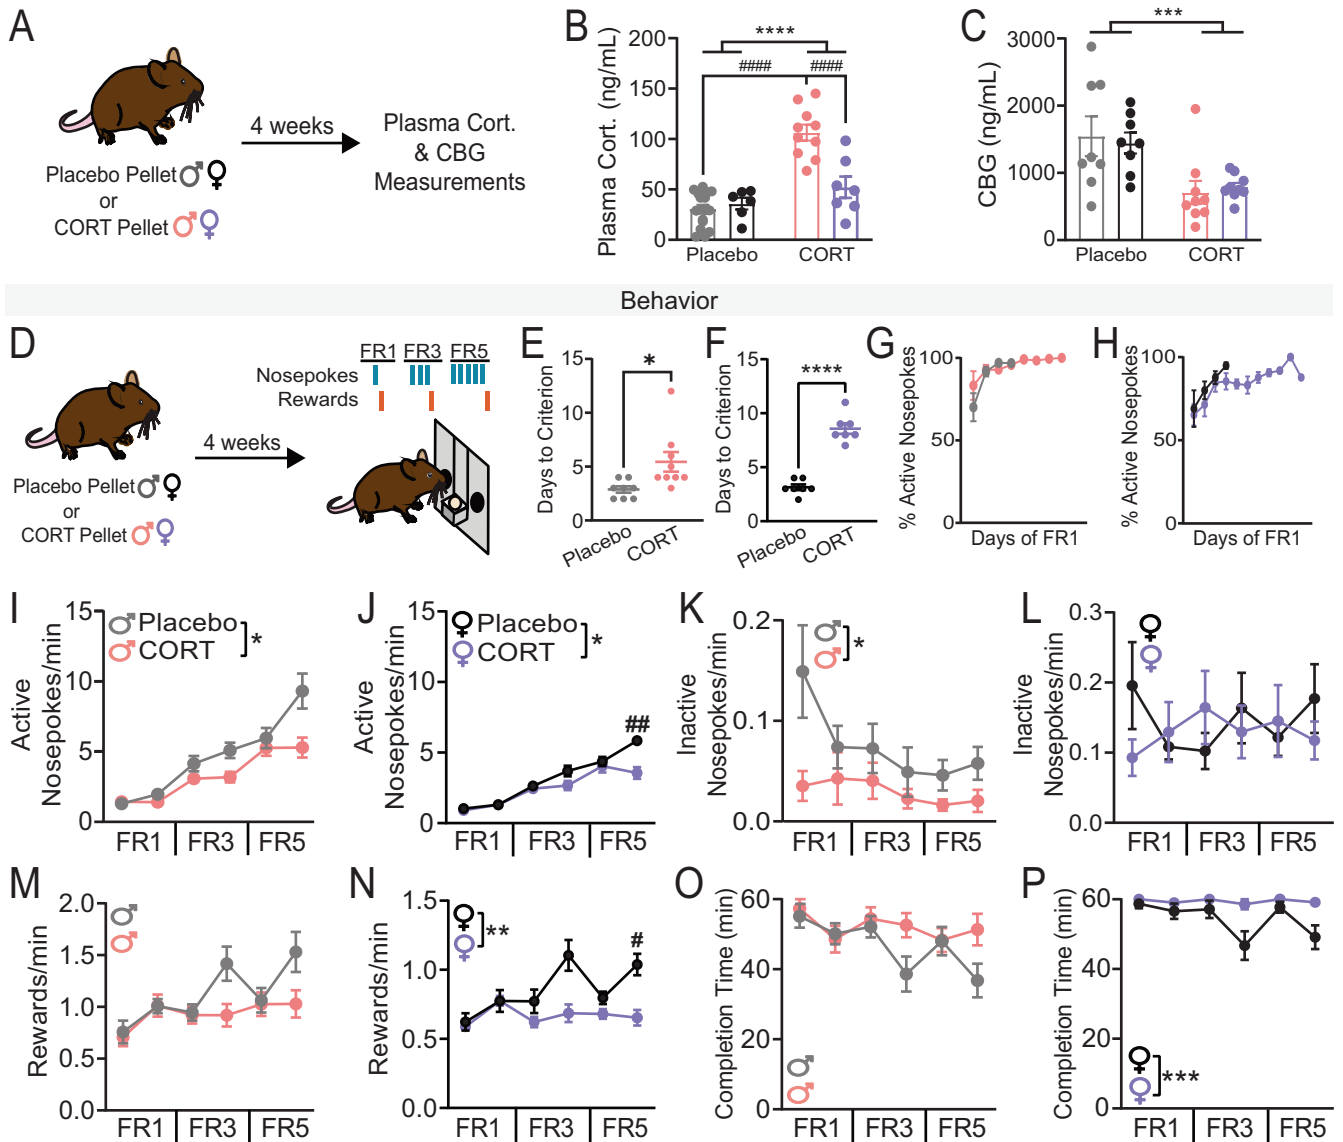 A
4 weeks
Plasma Cort.
& CBG
Measurements
Placebo Pellet ♂ ♀
or
CORT Pellet ♂ ♀
B
Plasma Cort. (ng/mL)
200
150
100
50
0
****
####
####
Placebo
CORT
C
CBG (ng/mL)
3000
2000
1000
0
***
Placebo
CORT
Behavior
D
FR1 FR3 FR5
Nosepokes
Rewards
4 weeks
Placebo Pellet ♂ ♀
or
CORT Pellet ♂ ♀
E
Days to Criterion
15
10
5
0
*
Placebo
CORT
F
Days to Criterion
15
10
5
0
****
Placebo
CORT
G
% Active Nosepokes
100
50
0
Days of FR1
H
% Active Nosepokes
100
50
0
Days of FR1
I
Active
Nosepokes/min
15
10
5
0
♂ Placebo
♂ CORT
*
FR1 FR3 FR5
J
Active
Nosepokes/min
15
10
5
0
♀ Placebo
♀ CORT
*
##
FR1 FR3 FR5
K
Inactive
Nosepokes/min
0.2
0.1
0.0
♂
♂
*
FR1 FR3 FR5
L
Inactive
Nosepokes/min
0.3
0.2
0.1
0.0
♀
♀
FR1 FR3 FR5
M
Rewards/min
2.0
1.5
1.0
0.5
0.0
♂
♂
FR1 FR3 FR5
N
Rewards/min
1.5
1.0
0.5
0.0
♀
♀
**
#
FR1 FR3 FR5
O
Completion Time (min)
60
40
20
0
♂
♂
FR1 FR3 FR5
P
Completion Time (min)
60
40
20
0
♀
♀
***
FR1 FR3 FR5